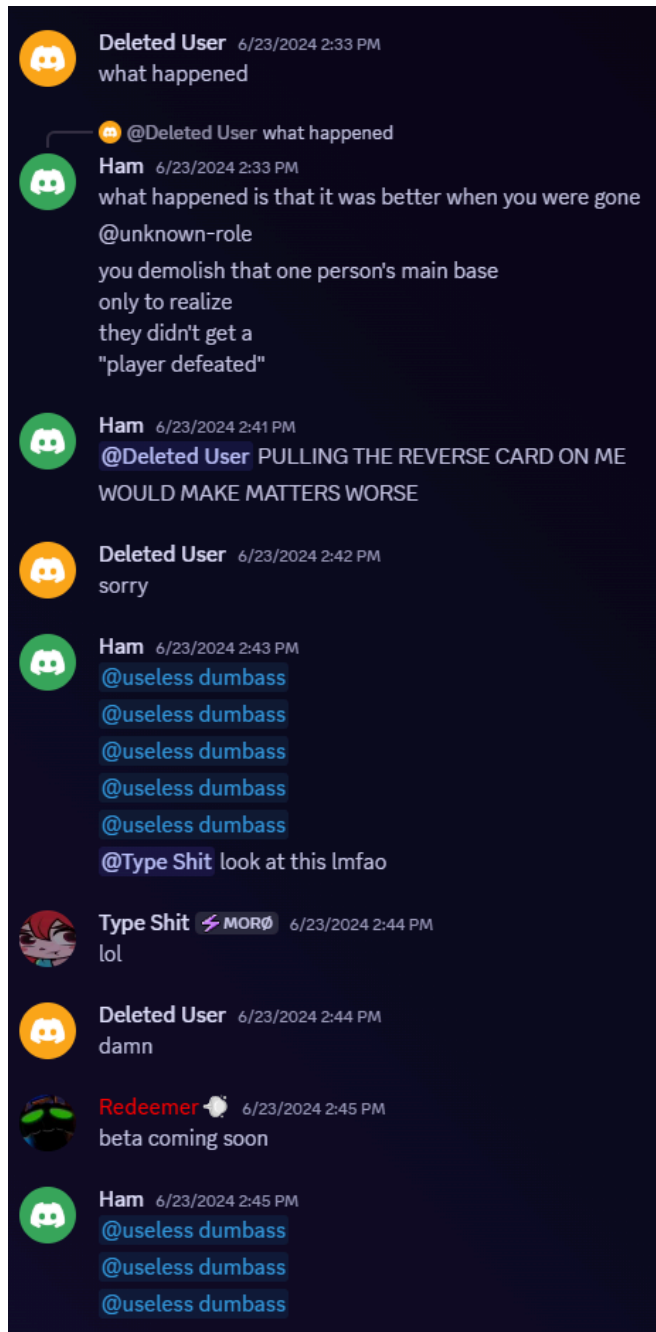 Deleted User 6/23/2024 2:33 PM
what happened
@Deleted User what happened
Ham 6/23/2024 2:33 PM
what happened is that it was better when you were gone
@unknown-role
you demolish that one person's main base
only to realize
they didn't get a
"player defeated"
Ham 6/23/2024 2:41 PM
@Deleted User PULLING THE REVERSE CARD ON ME
WOULD MAKE MATTERS WORSE
Deleted User 6/23/2024 2:42 PM
sorry
Ham 6/23/2024 2:43 PM
@useless dumbass
@useless dumbass
@useless dumbass
@useless dumbass
@useless dumbass
@Type Shit look at this lmfao
Type Shit MORØ 6/23/2024 2:44 PM
lol
Deleted User 6/23/2024 2:44 PM
damn
Redeemer 6/23/2024 2:45 PM
beta coming soon
Ham 6/23/2024 2:45 PM
@useless dumbass
@useless dumbass
@useless dumbass